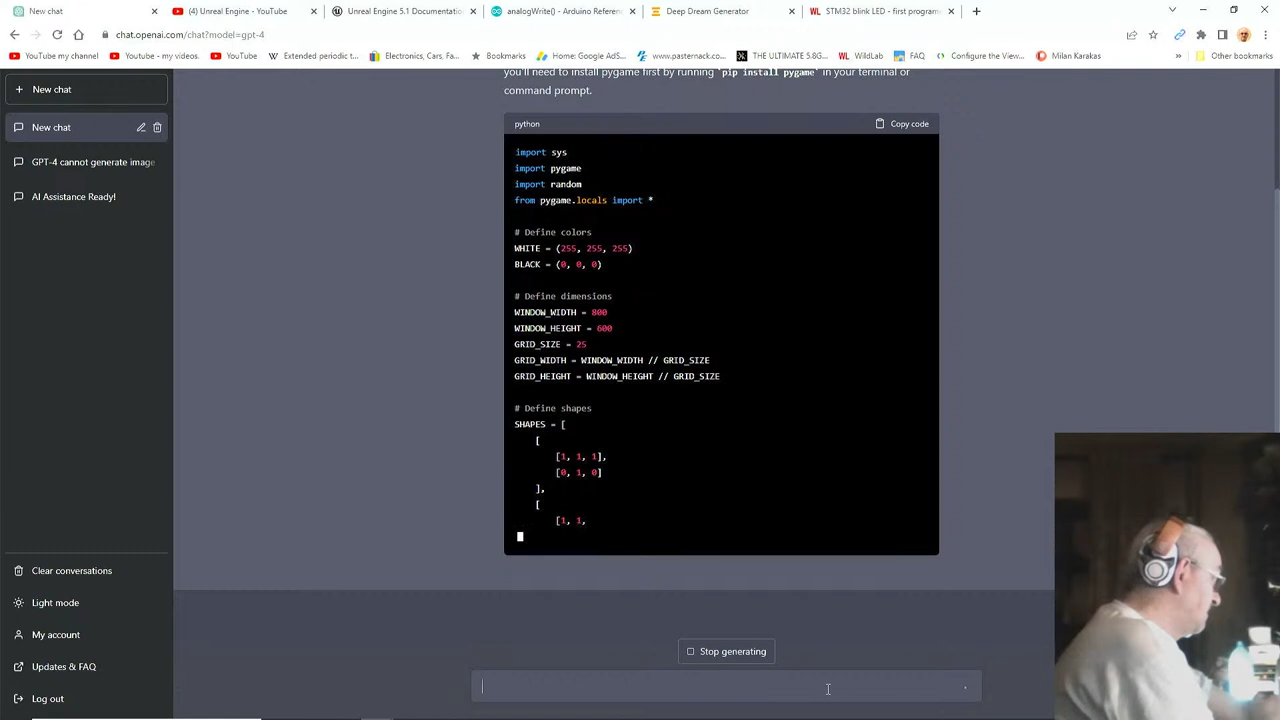 New chat
(4) Unreal Engine - YouTube
Unreal Engine 5.1 Documentation
analogWrite() - Arduino Referenc
Deep Dream Generator
STM32 blink LED - first program
chat.openai.com/chat?model=gpt-4
YouTube my channel
Youtube - my videos
YouTube
Extended periodic t
Electronics, Cars, Fa
Bookmarks
Home: Google AdS
www.pasternack.co
THE ULTIMATE 5.8G
WildLab
FAQ
Configure the View
Milan Karakas
Other bookmarks
New chat
New chat
GPT-4 cannot generate image
AI Assistance Ready!
Clear conversations
Light mode
My account
Updates & FAQ
Log out
you'll need to install pygame first by running `pip install pygame` in your terminal or
command prompt.
python
Copy code
import sys
import pygame
import random
from pygame.locals import *
# Define colors
WHITE = (255, 255, 255)
BLACK = (0, 0, 0)
# Define dimensions
WINDOW_WIDTH = 800
WINDOW_HEIGHT = 600
GRID_SIZE = 25
GRID_WIDTH = WINDOW_WIDTH // GRID_SIZE
GRID_HEIGHT = WINDOW_HEIGHT // GRID_SIZE
# Define shapes
SHAPES = [
[
[1, 1, 1],
[0, 1, 0]
],
[
[1, 1,
Stop generating